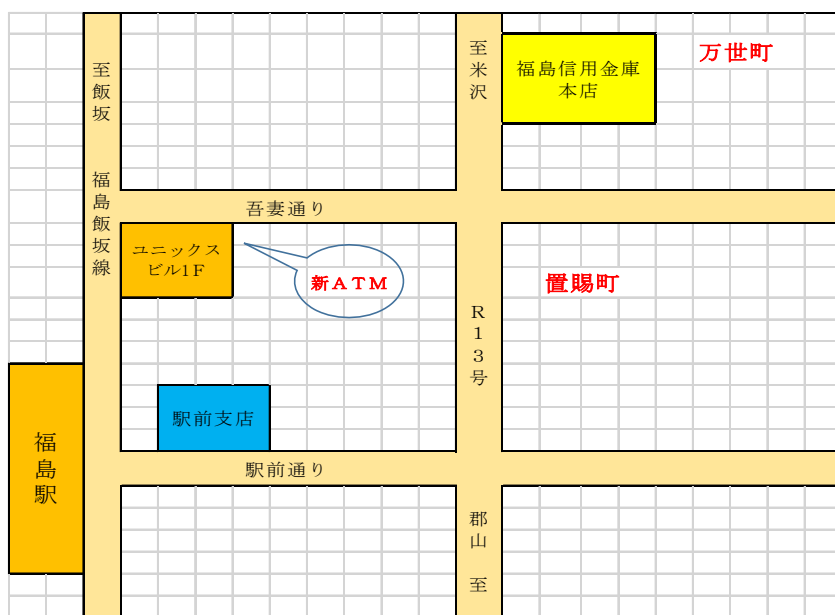 至飯坂
福島飯坂線
至米沢
福島信用金庫
本店
万世町
吾妻通り
ユニックス
ビル1F
新ATM
置賜町
R13号
駅前支店
福島駅
駅前通り
郡山 至